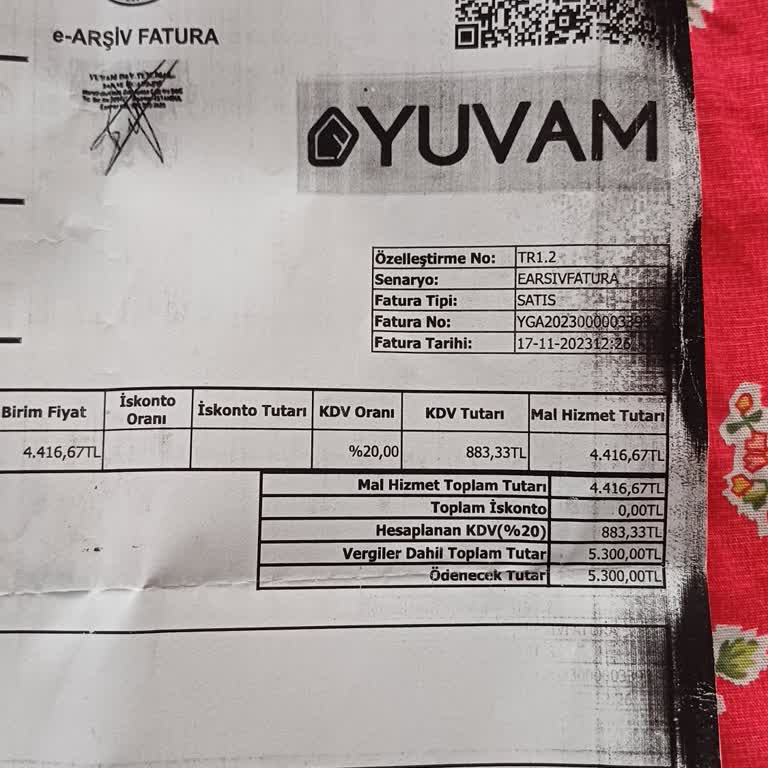 e-ARŞİV FATURA
YUVAM
Özelleştirme No: TR1.2
Senaryo: EARSIVFATURA
Fatura Tipi: SATIS
Fatura No:
Fatura Tarihi: 17-11-2023
Birim Fiyat İskonto Oranı İskonto Tutarı KDV Oranı KDV Tutarı Mal Hizmet Tutarı
4.416,67TL %20,00 883,33TL 4.416,67TL
Mal Hizmet Toplam Tutarı 4.416,67TL
Toplam İskonto 0,00TL
Hesaplanan KDV(%20) 883,33TL
Vergiler Dahil Toplam Tutar 5.300,00TL
Ödenecek Tutar 5.300,00TL